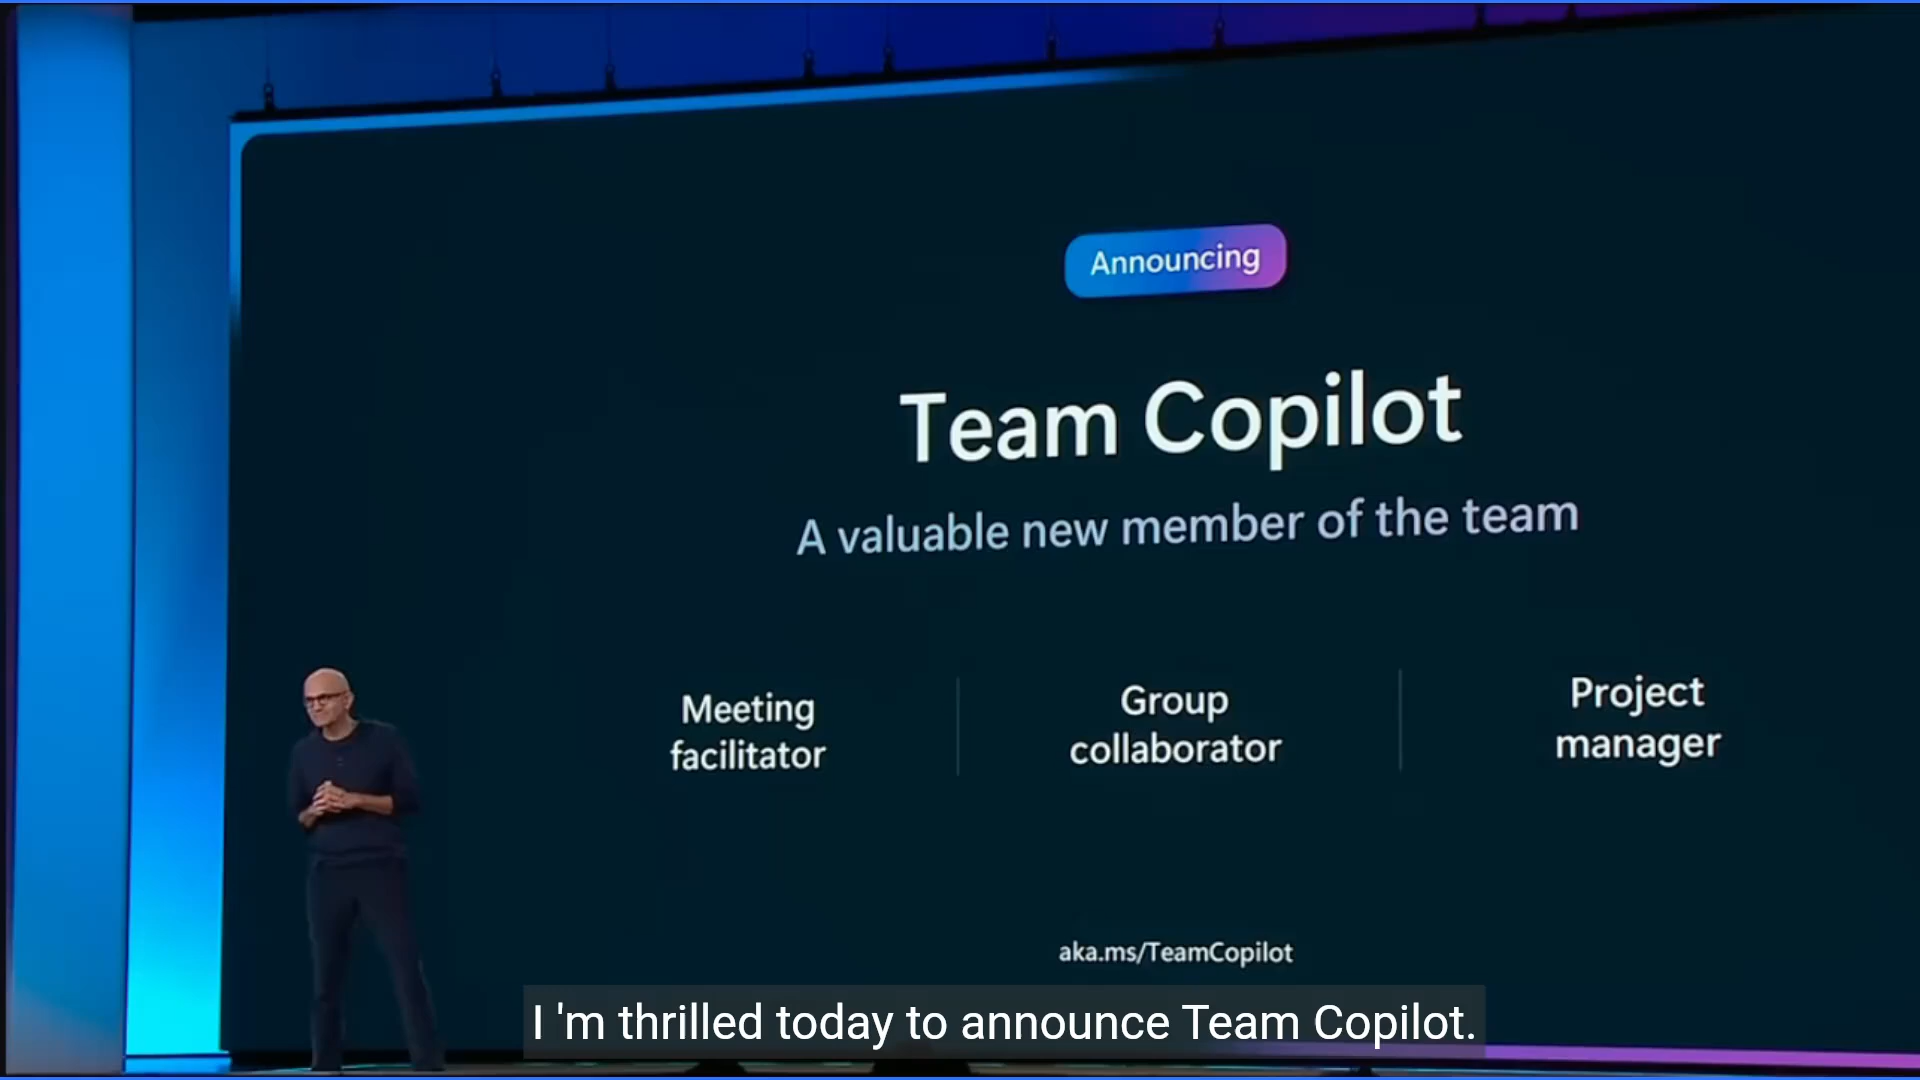 Announcing
Team Copilot
A valuable new member of the team
Meeting
facilitator
Group
collaborator
Project
manager
aka.ms/TeamCopilot
I 'm thrilled today to announce Team Copilot.